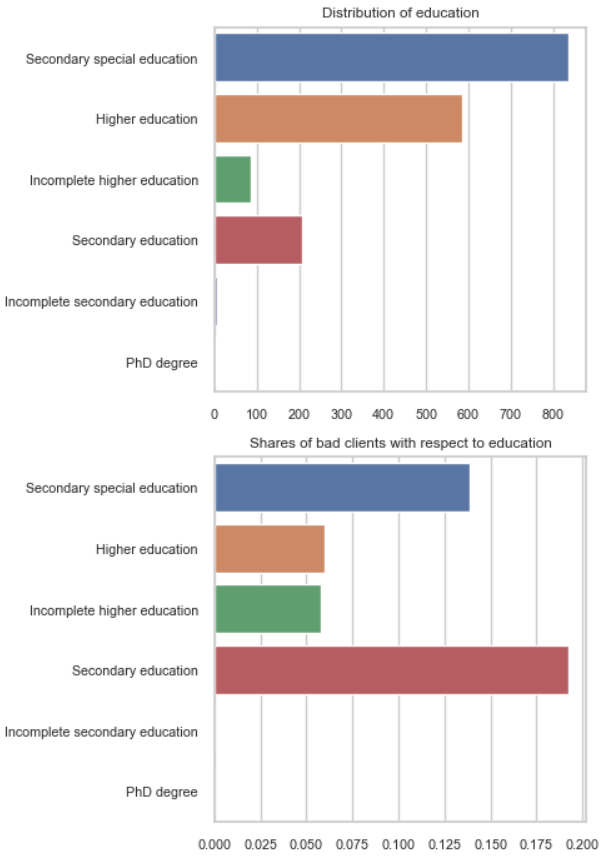 Distribution of education
Secondary special education
Higher education
Incomplete higher education
Secondary education
Incomplete secondary education
PhD degree
0 100 200 300 400 500 600 700 800
Shares of bad clients with respect to education
Secondary special education
Higher education
Incomplete higher education
Secondary education
Incomplete secondary education
PhD degree
0.000 0.025 0.050 0.075 0.100 0.125 0.150 0.175 0.200